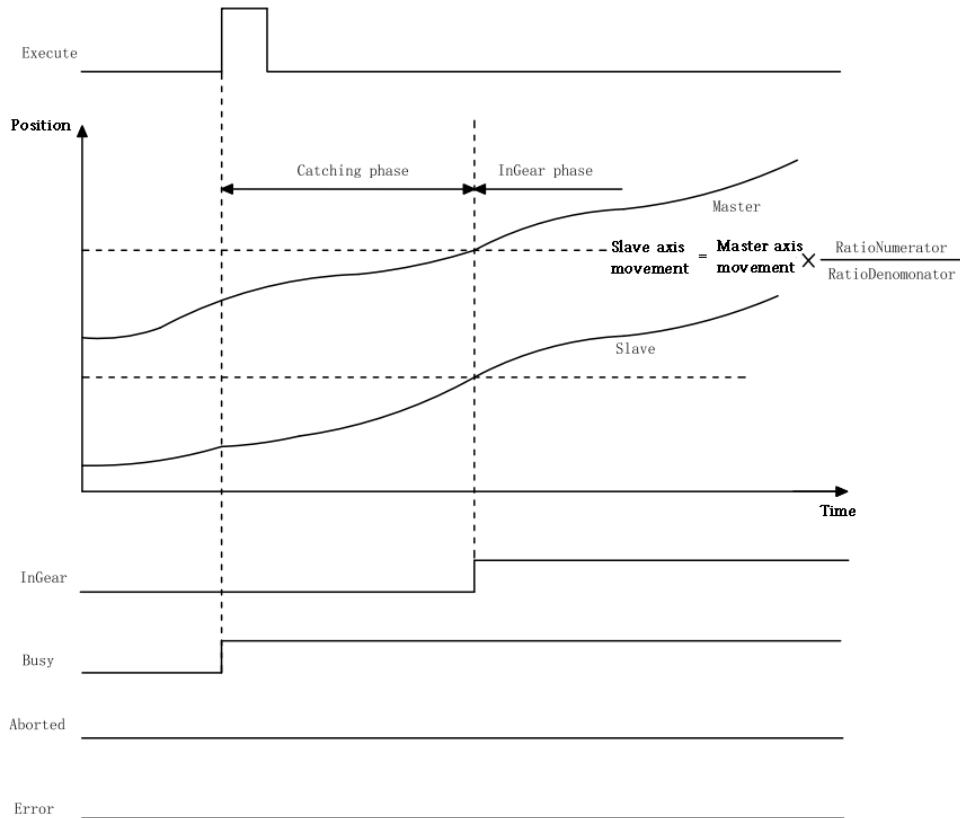 Execute
Position
Catching phase
InGear phase
Master
Slave axis movement = Master axis movement × RatioNumerator
RatioDenomonator
Slave
Time
InGear
Busy
Aborted
Error